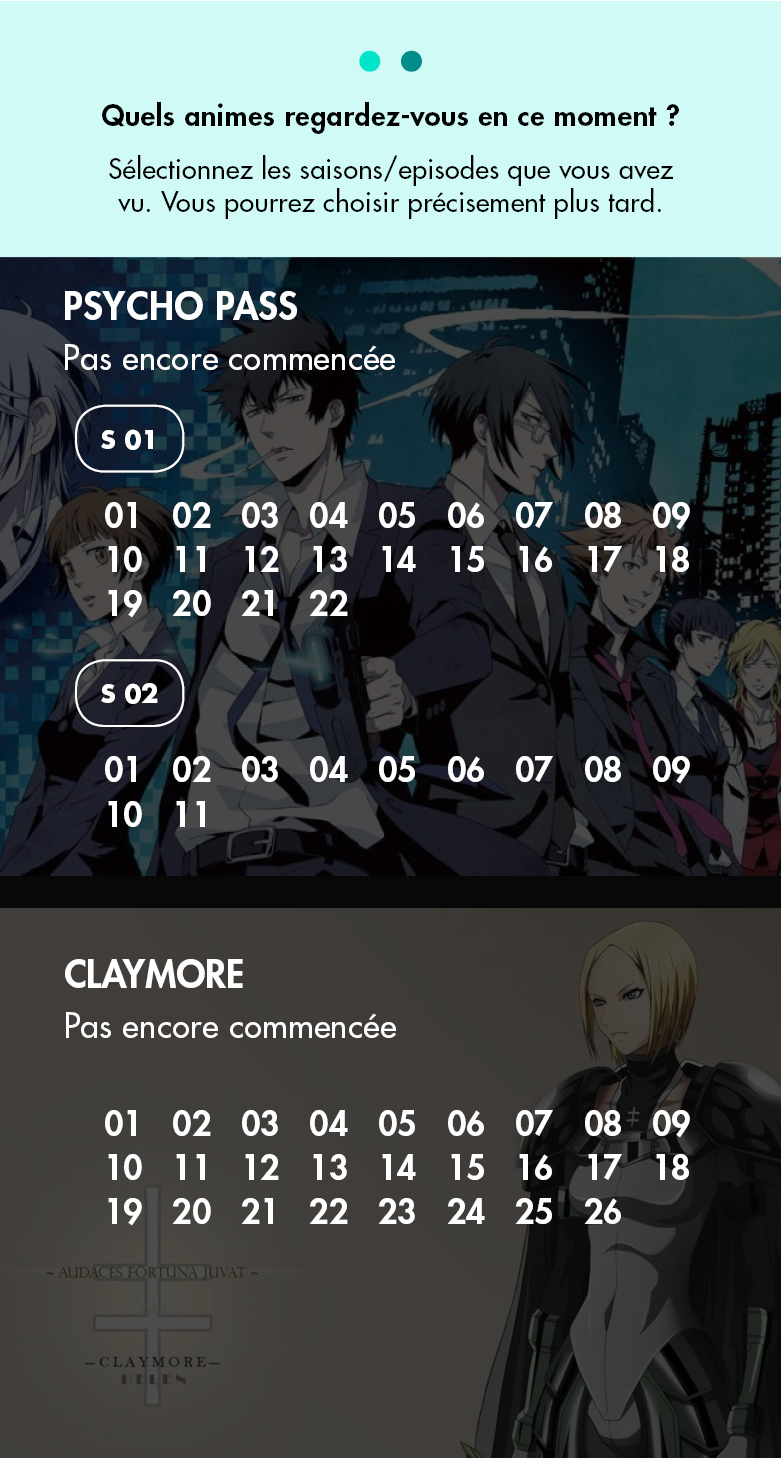 Quels animes regardez-vous en ce moment ?
Sélectionnez les saisons/episodes que vous avez
vu. Vous pourrez choisir précisement plus tard.
PSYCHO PASS
Pas encore commencée
S 01
01 02 03 04 05 06 07 08 09
10 11 12 13 14 15 16 17 18
19 20 21 22
S 02
01 02 03 04 05 06 07 08 09
10 11
CLAYMORE
Pas encore commencée
01 02 03 04 05 06 07 08 09
10 11 12 13 14 15 16 17 18
19 20 21 22 23 24 25 26
~ AUDACES FORTUNA JUVAT ~
—CLAYMORE—
HELEN